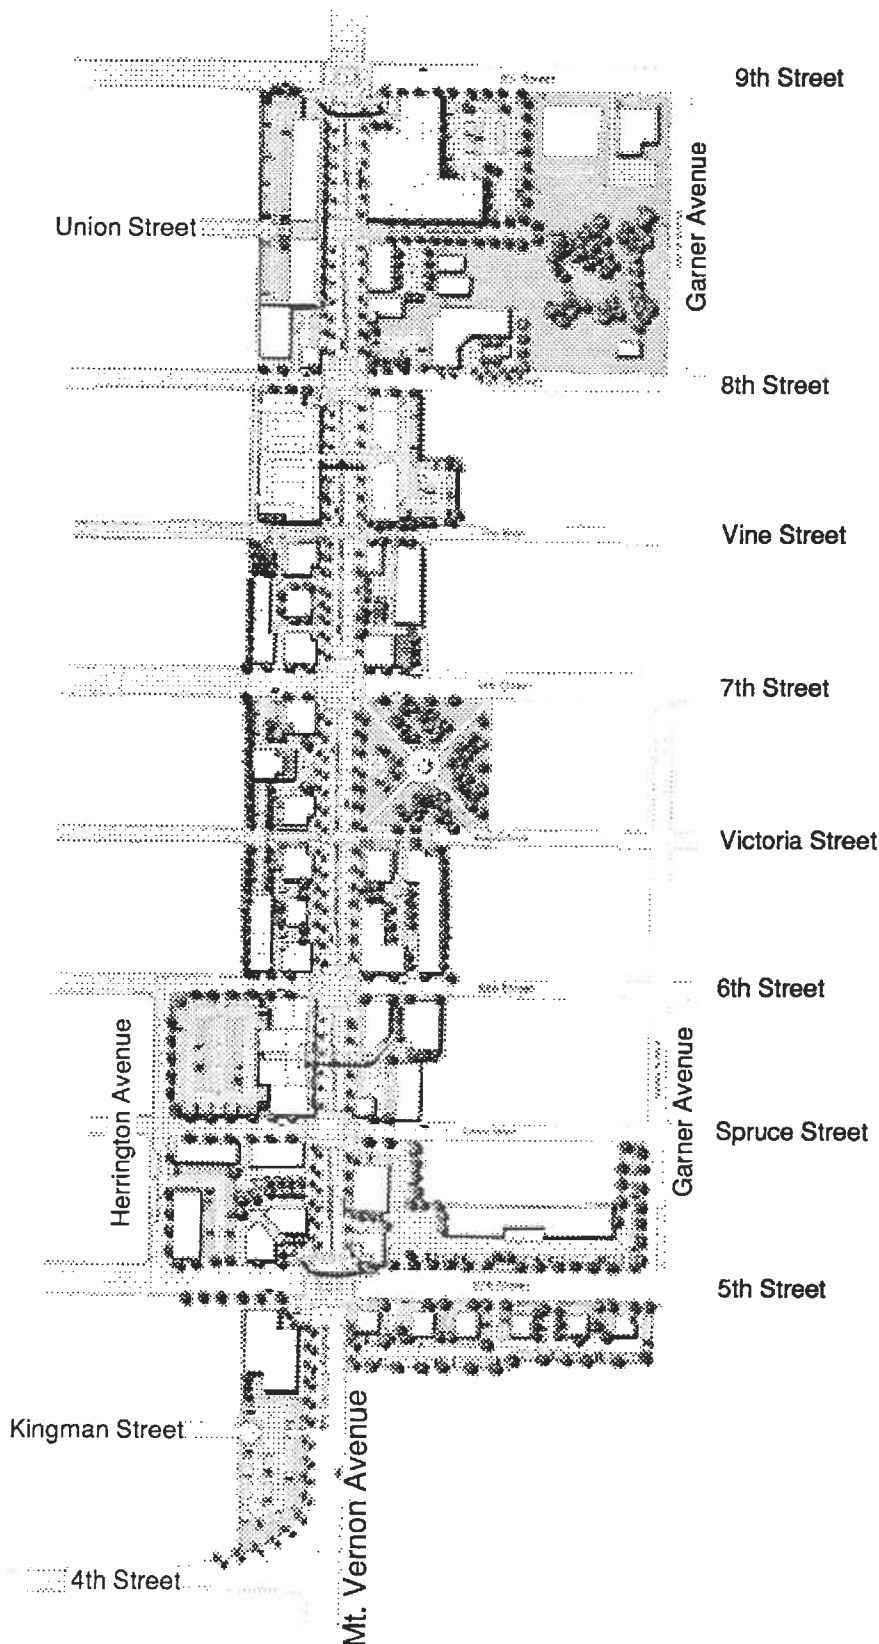 9th Street
Garner Avenue
Union Street
8th Street
Vine Street
7th Street
Victoria Street
6th Street
Herrington Avenue
Garner Avenue
Spruce Street
5th Street
Kingman Street
Mt. Vernon Avenue
4th Street